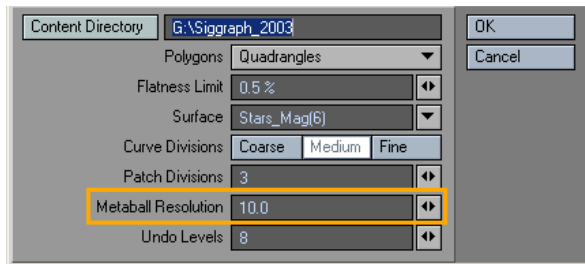 Content Directory G:\Siggraph_2003 OK
Polygons Quadrangles Cancel
Flatness Limit 0.5 %
Surface Stars_Mag(6)
Curve Divisions Coarse Medium Fine
Patch Divisions 3
Metaball Resolution 10.0
Undo Levels 8